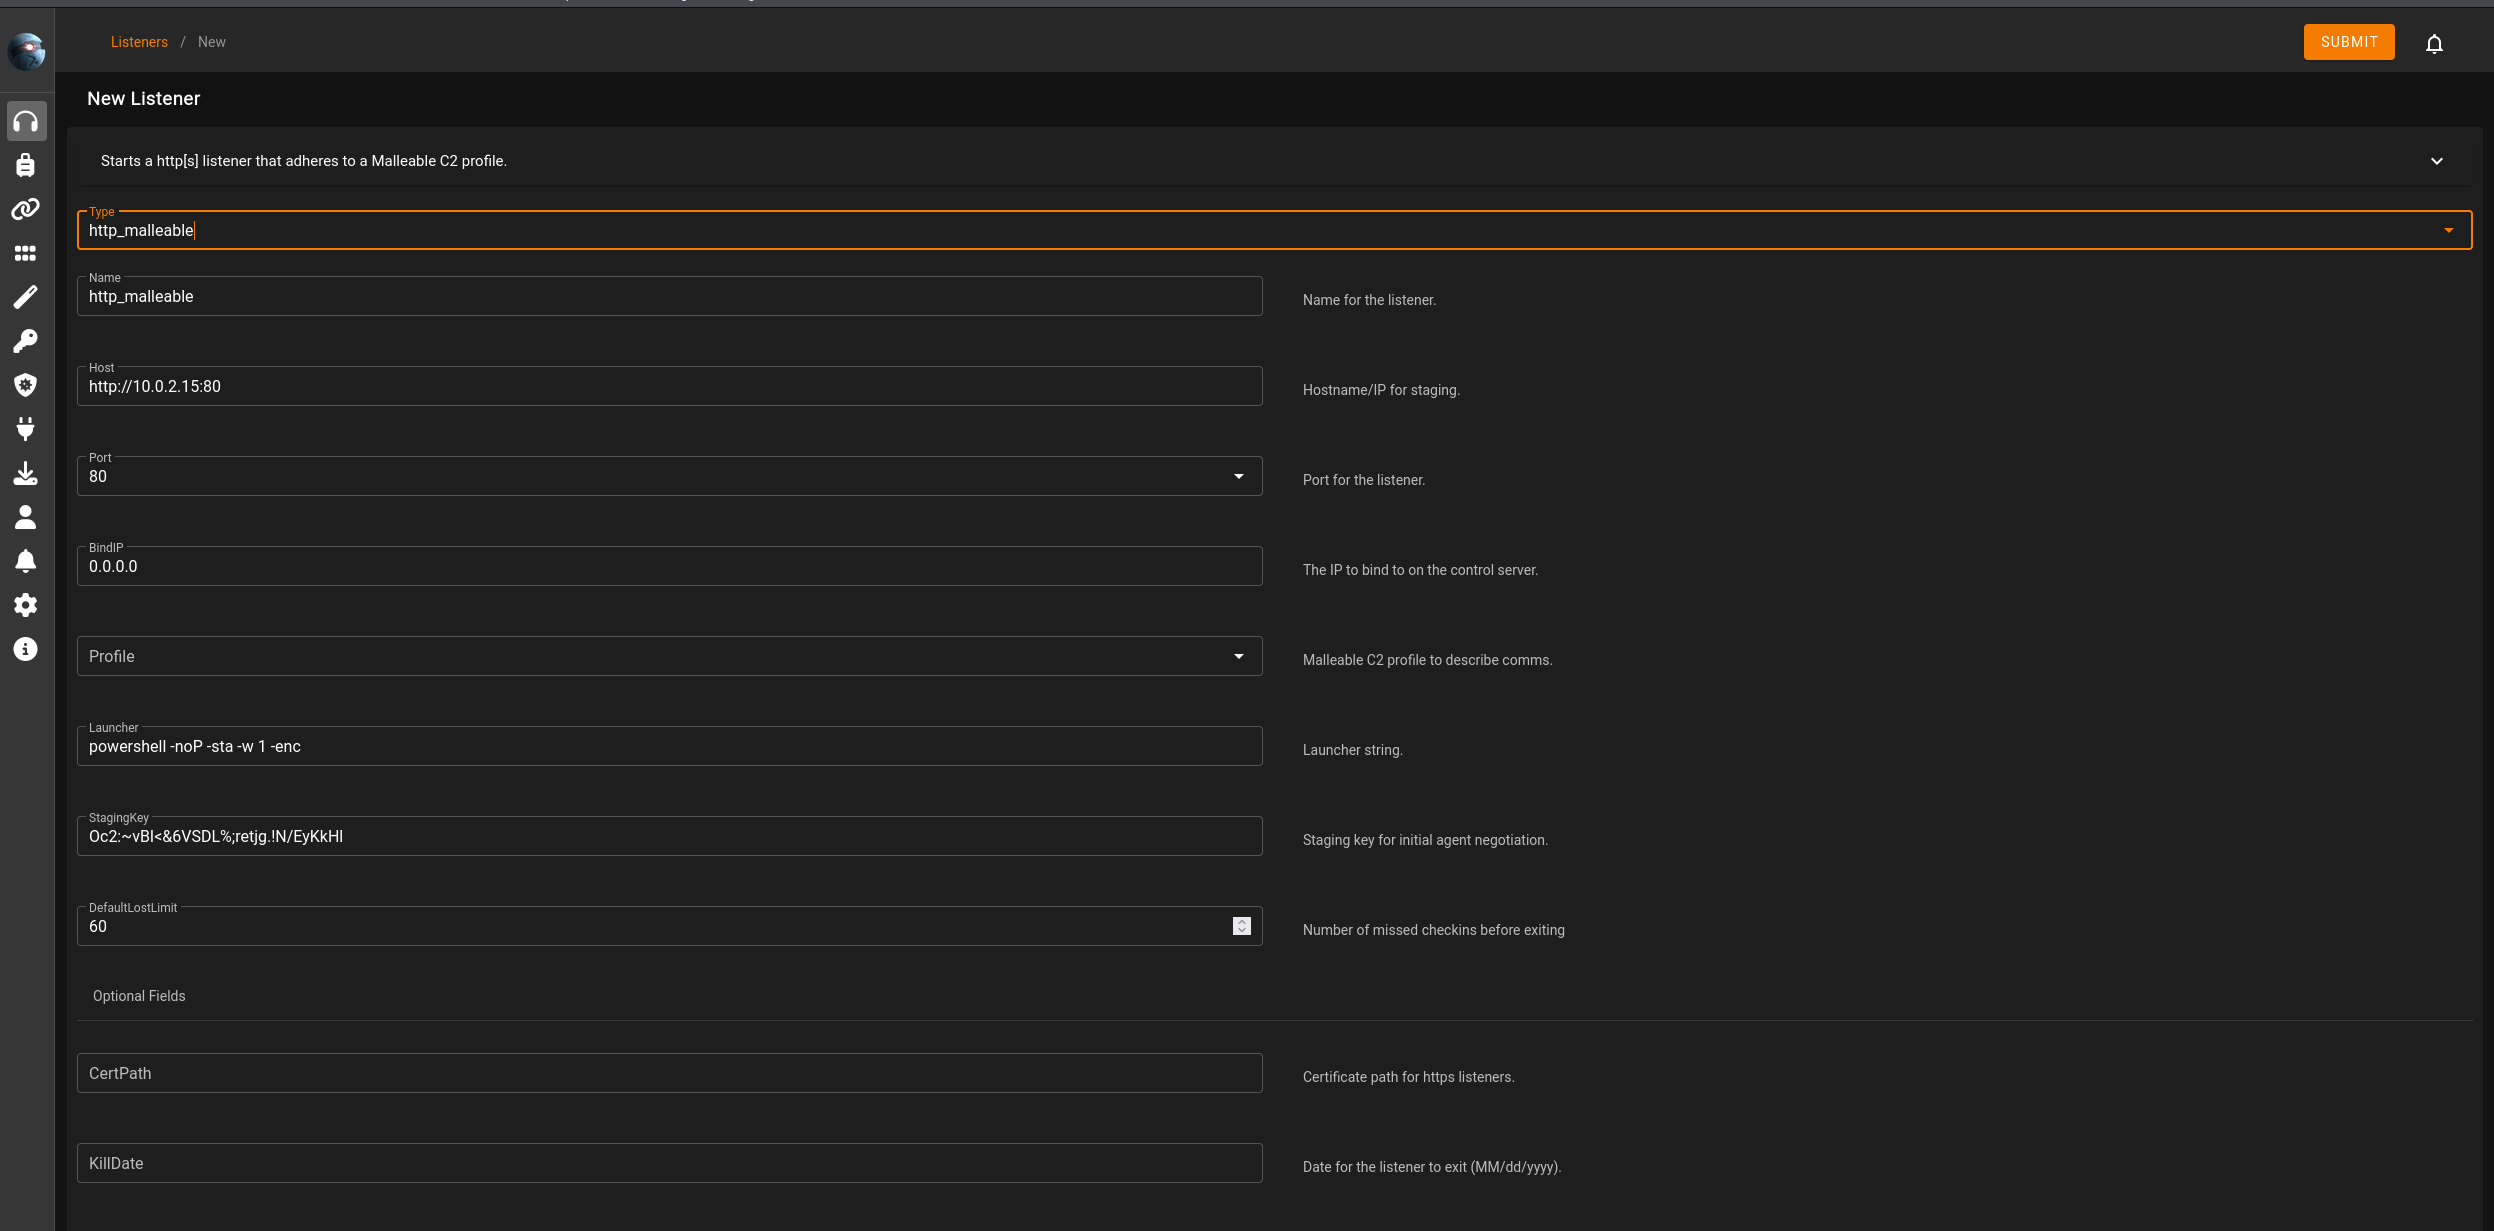 Listeners / New
SUBMIT
New Listener
Starts a http[s] listener that adheres to a Malleable C2 profile.
Type
http_malleable
Name
http_malleable
Name for the listener.
Host
http://10.0.2.15:80
Hostname/IP for staging.
Port
80
Port for the listener.
BindIP
0.0.0.0
The IP to bind to on the control server.
Profile
Malleable C2 profile to describe comms.
Launcher
powershell -noP -sta -w 1 -enc
Launcher string.
StagingKey
Oc2:~vBl<&6VSDL%;retjg.!N/EyKkHl
Staging key for initial agent negotiation.
DefaultLostLimit
60
Number of missed checkins before exiting
Optional Fields
CertPath
Certificate path for https listeners.
KillDate
Date for the listener to exit (MM/dd/yyyy).